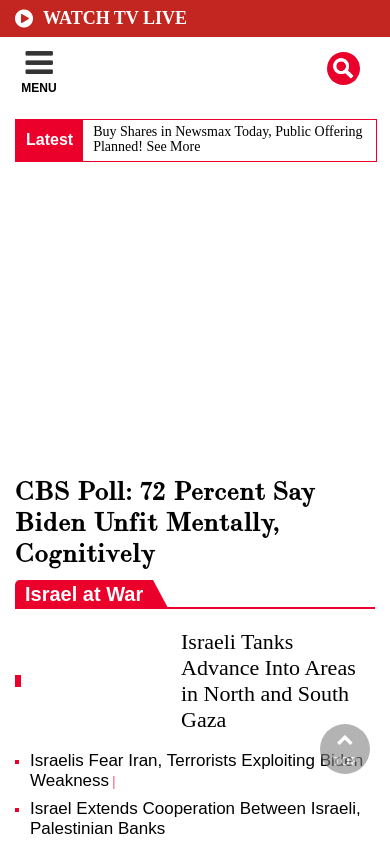 WATCH TV LIVE
MENU
Latest
Buy Shares in Newsmax Today, Public Offering
Planned! See More
CBS Poll: 72 Percent Say
Biden Unfit Mentally,
Cognitively
Israel at War
Israeli Tanks
Advance Into Areas
in North and South
Gaza
Israelis Fear Iran, Terrorists Exploiting Biden
Weakness |
Israel Extends Cooperation Between Israeli,
Palestinian Banks